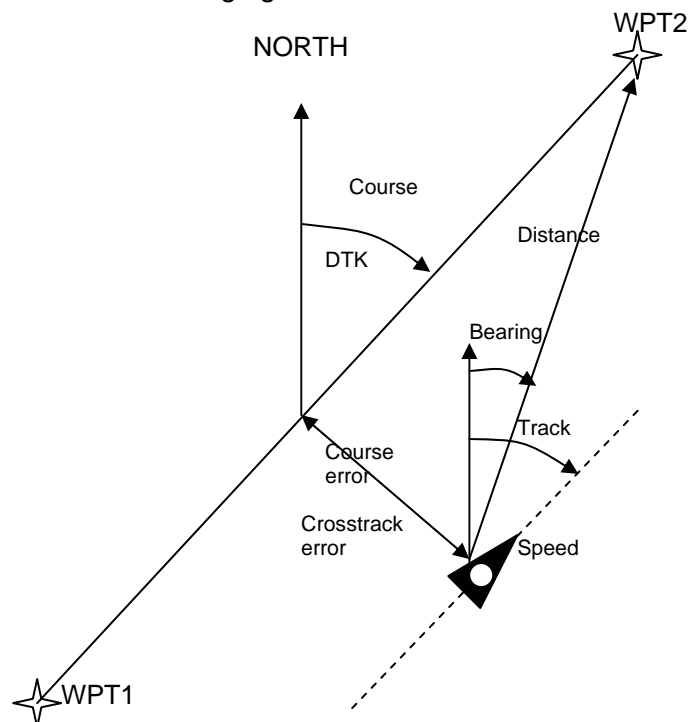 WPT2
NORTH
Course
DTK
Distance
Bearing
Track
Course
error
Crosstrack
error
Speed
WPT1